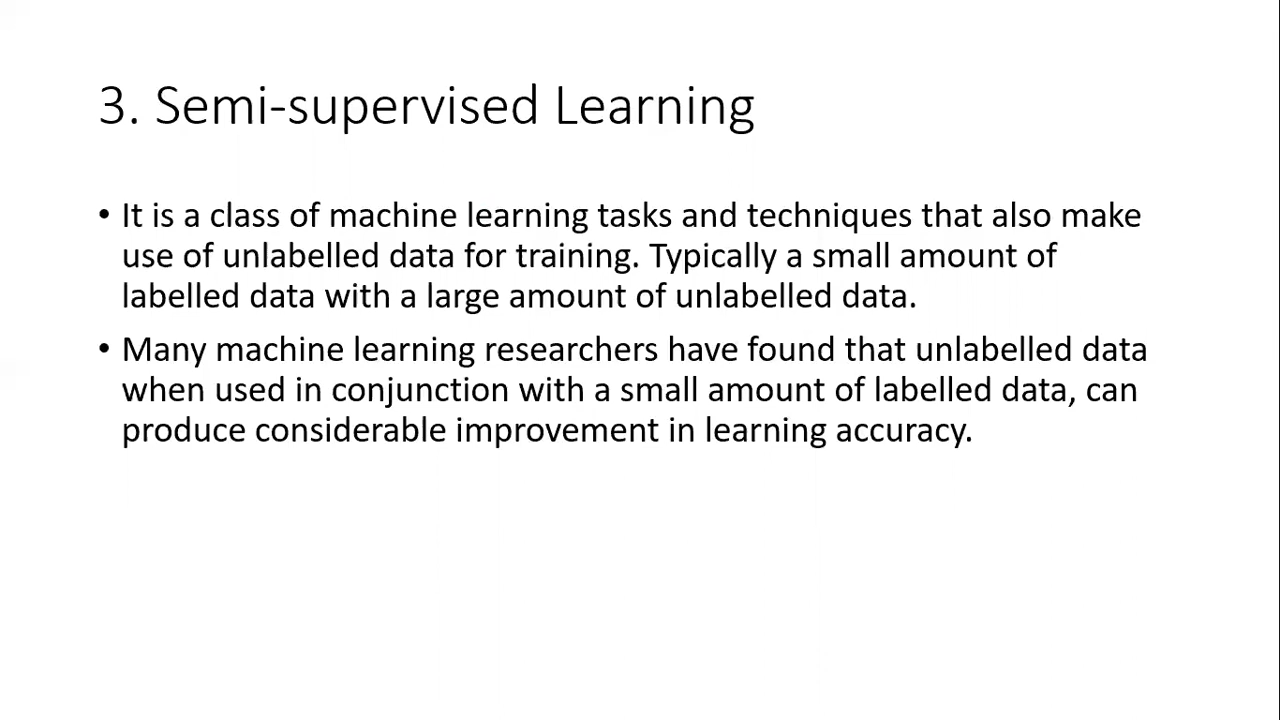 3. Semi-supervised Learning
• It is a class of machine learning tasks and techniques that also make
use of unlabelled data for training. Typically a small amount of
labelled data with a large amount of unlabelled data.
• Many machine learning researchers have found that unlabelled data
when used in conjunction with a small amount of labelled data, can
produce considerable improvement in learning accuracy.